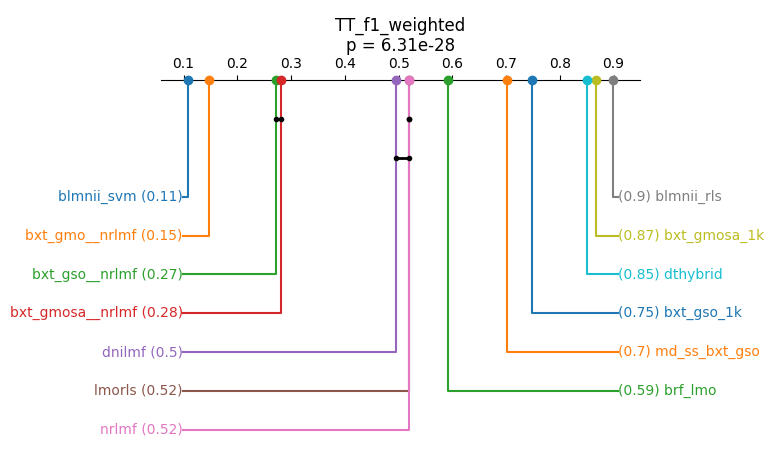 TT_f1_weighted
p = 6.31e-28
0.1 0.2 0.3 0.4 0.5 0.6 0.7 0.8 0.9
blmnii_svm (0.11) (0.9) blmnii_rls
bxt_gmo__nrlmf (0.15) (0.87) bxt_gmosa_1k
bxt_gso__nrlmf (0.27) (0.85) dthybrid
bxt_gmosa__nrlmf (0.28) (0.75) bxt_gso_1k
dnilmf (0.5) (0.7) md_ss_bxt_gso
lmorls (0.52) (0.59) brf_lmo
nrlmf (0.52)